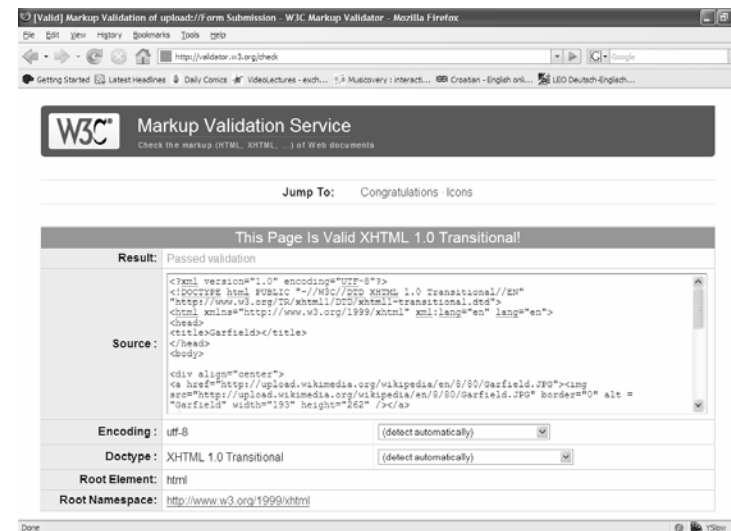 [Valid] Markup Validation of upload://Form Submission - W3C Markup Validator - Mozilla Firefox
File Edit View History Bookmarks Tools Help
http://validator.w3.org/check
Google
Getting Started Latest Headlines Daily Comics VideoLectures - exch... Musicovery : interacti... Croatian - English onli... LEO Deutsch-Englisch...
W3C Markup Validation Service
Check the markup (HTML, XHTML, ...) of Web documents
Jump To: Congratulations · Icons
This Page Is Valid XHTML 1.0 Transitional!
Result: Passed validation
<?xml version="1.0" encoding="UTF-8"?>
<!DOCTYPE html PUBLIC "-//W3C//DTD XHTML 1.0 Transitional//EN"
"http://www.w3.org/TR/xhtml1/DTD/xhtml1-transitional.dtd">
<html xmlns="http://www.w3.org/1999/xhtml" xml:lang="en" lang="en">
<head>
<title>Garfield</title>
</head>
Source :
<body>
<div align="center">
<a href="http://upload.wikimedia.org/wikipedia/en/8/80/Garfield.JPG"><img
src="http://upload.wikimedia.org/wikipedia/en/8/80/Garfield.JPG" border="0" alt =
"Garfield" width="193" height="262" /></a>
Encoding : utf-8 (detect automatically)
Doctype : XHTML 1.0 Transitional (detect automatically)
Root Element: html
Root Namespace: http://www.w3.org/1999/xhtml
Done YSlow